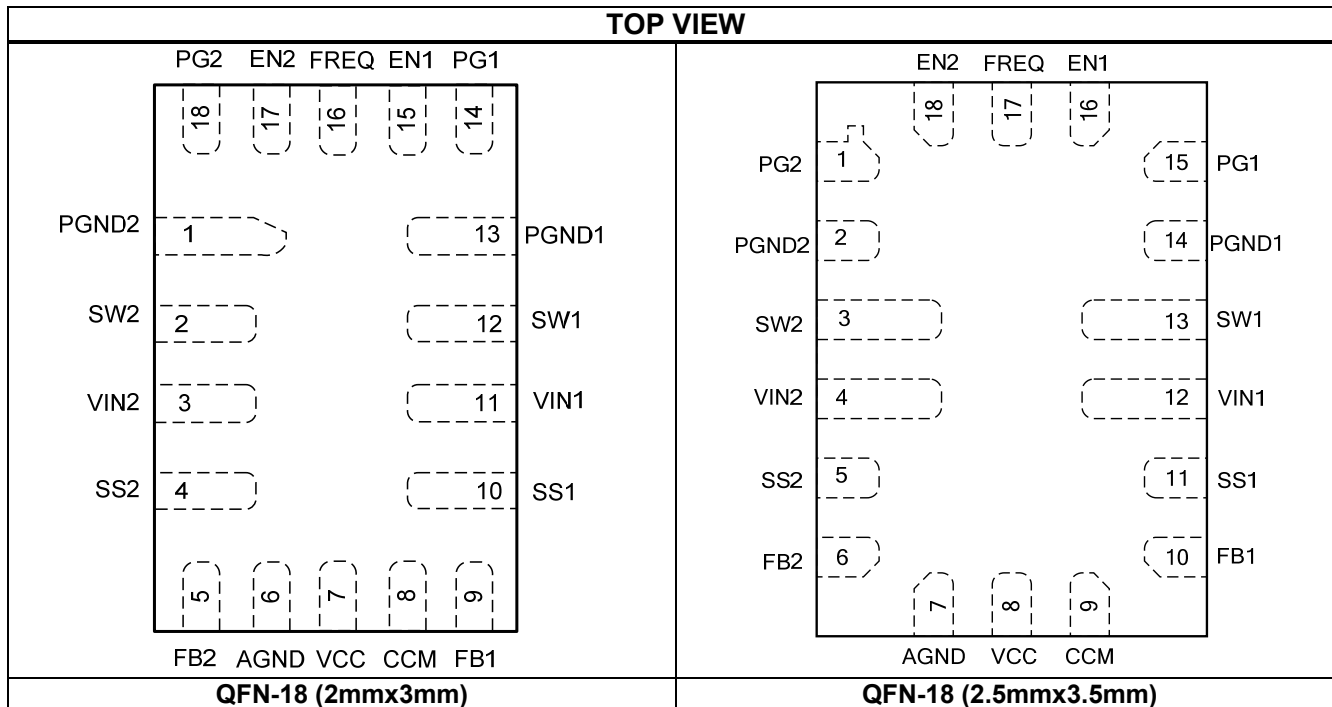 TOP VIEW
PG2 EN2 FREQ EN1 PG1
18 17 16 15 14
PGND2 1 13 PGND1
SW2 2 12 SW1
VIN2 3 11 VIN1
SS2 4 10 SS1
5 6 7 8 9
FB2 AGND VCC CCM FB1
QFN-18 (2mmx3mm)
EN2 FREQ EN1
18 17 16
PG2 1 15 PG1
PGND2 2 14 PGND1
SW2 3 13 SW1
VIN2 4 12 VIN1
SS2 5 11 SS1
FB2 6 10 FB1
7 8 9
AGND VCC CCM
QFN-18 (2.5mmx3.5mm)